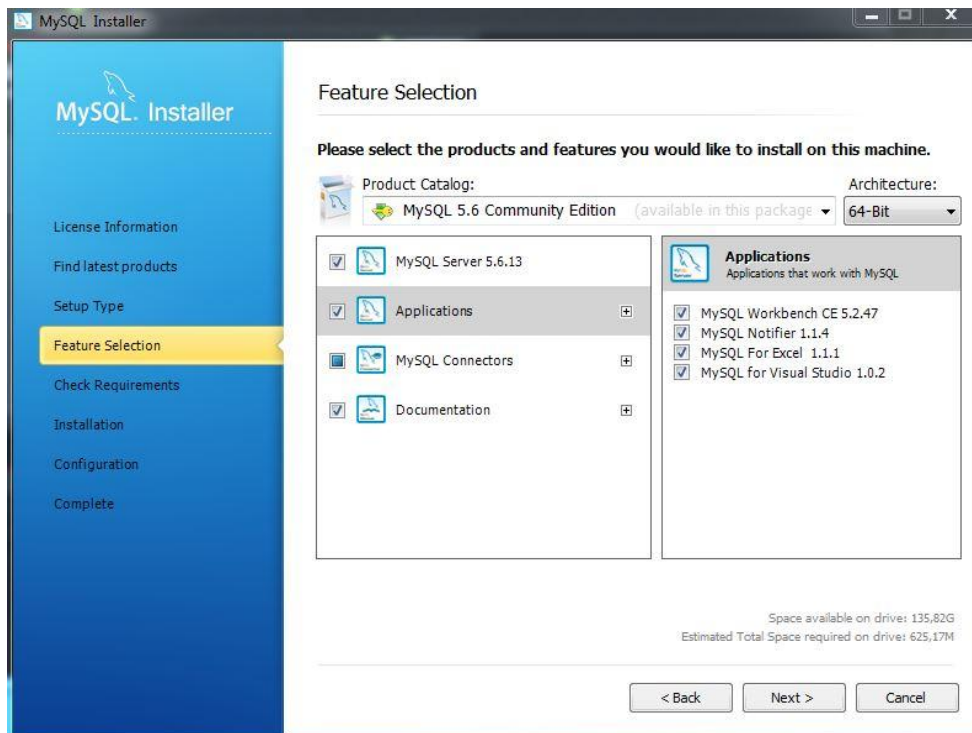 MySQL Installer
MySQL. Installer
License Information
Find latest products
Setup Type
Feature Selection
Check Requirements
Installation
Configuration
Complete
Feature Selection
Please select the products and features you would like to install on this machine.
Product Catalog:
Architecture:
MySQL 5.6 Community Edition (available in this package
64-Bit
MySQL Server 5.6.13
Applications
MySQL Connectors
Documentation
Applications
Applications that work with MySQL
MySQL Workbench CE 5.2.47
MySQL Notifier 1.1.4
MySQL For Excel 1.1.1
MySQL for Visual Studio 1.0.2
Space available on drive: 135,82G
Estimated Total Space required on drive: 625,17M
< Back
Next >
Cancel